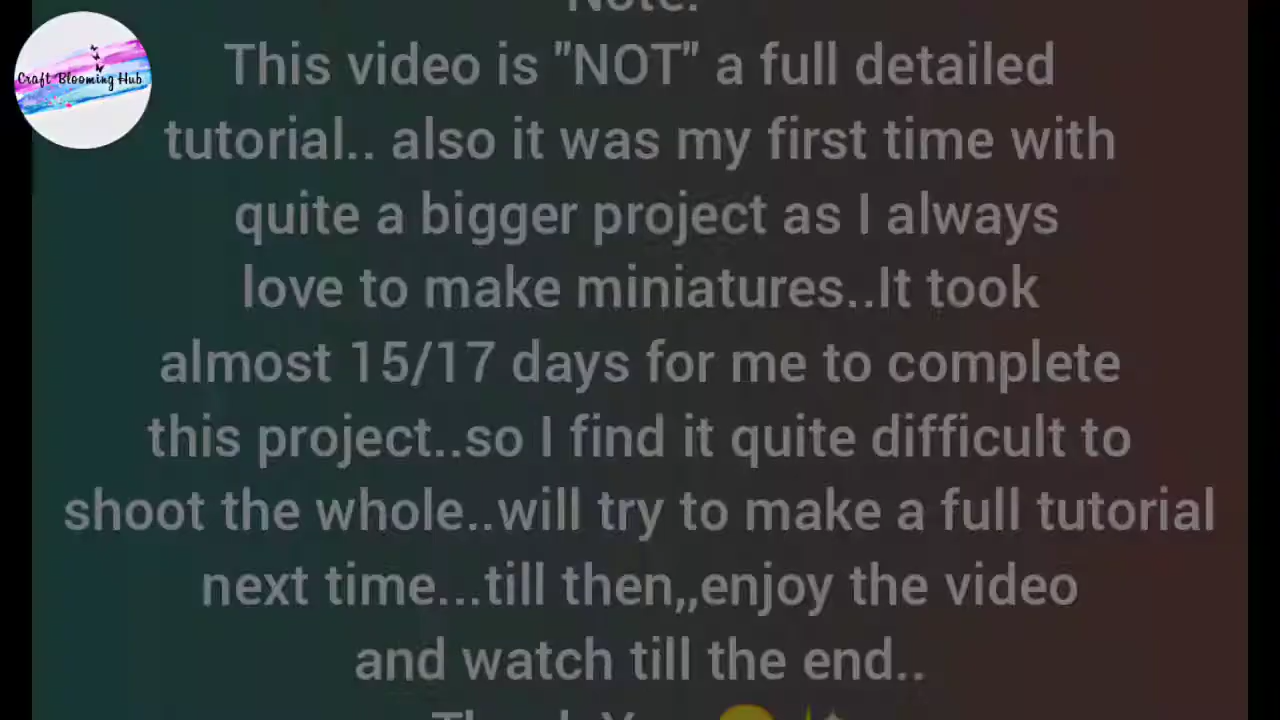 Note:
Craft Blooming Hub
This video is "NOT" a full detailed
tutorial.. also it was my first time with
quite a bigger project as I always
love to make miniatures..It took
almost 15/17 days for me to complete
this project..so I find it quite difficult to
shoot the whole..will try to make a full tutorial
next time...till then,,enjoy the video
and watch till the end..